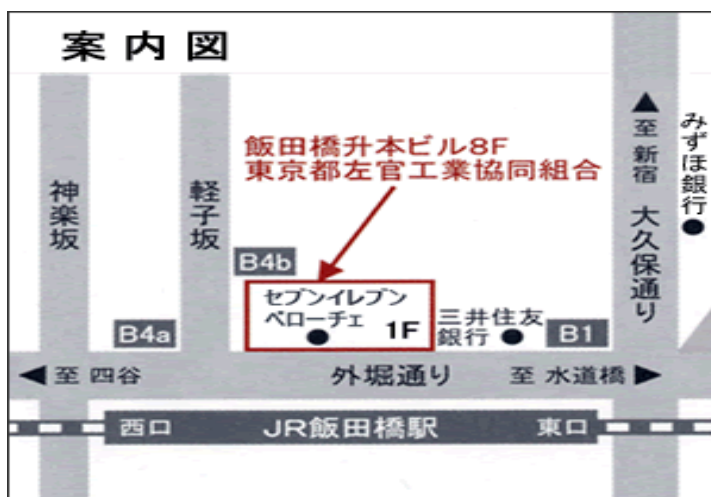 案内図
飯田橋升本ビル8F
東京都左官工業協同組合
神楽坂
軽子坂
▲至 新宿 大久保通り
みずほ銀行●
B4b
セブンイレブン
ベローチェ
● 1F
三井住友
銀行 ●
B1
B4a
◀至 四谷
外堀通り
至 水道橋▶
西口
JR飯田橋駅
東口